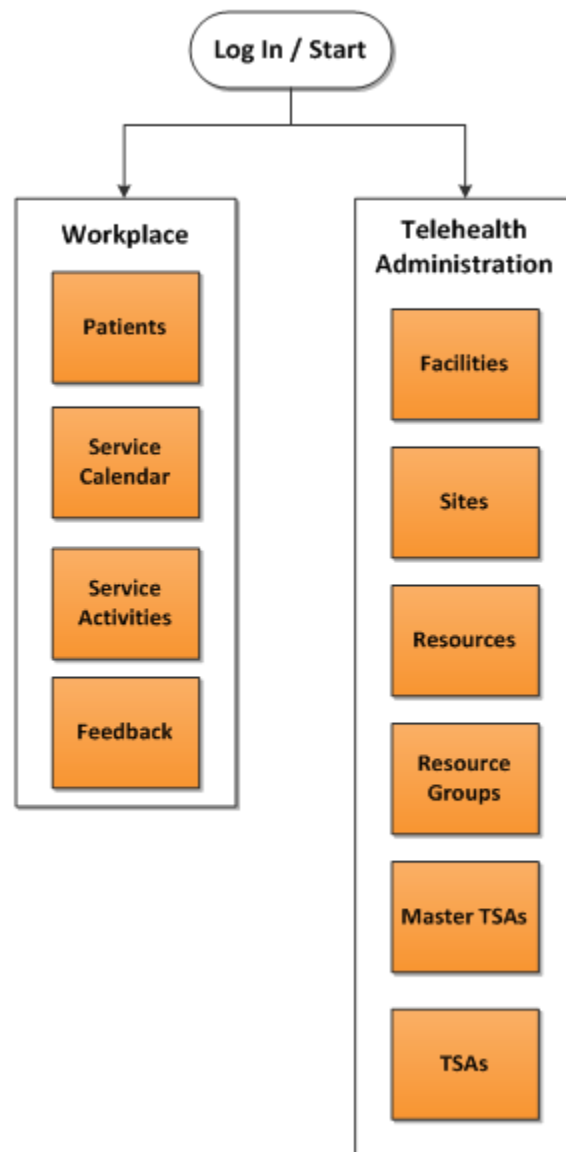 Log In / Start
Workplace
Patients
Service
Calendar
Service
Activities
Feedback
Telehealth
Administration
Facilities
Sites
Resources
Resource
Groups
Master TSAs
TSAs